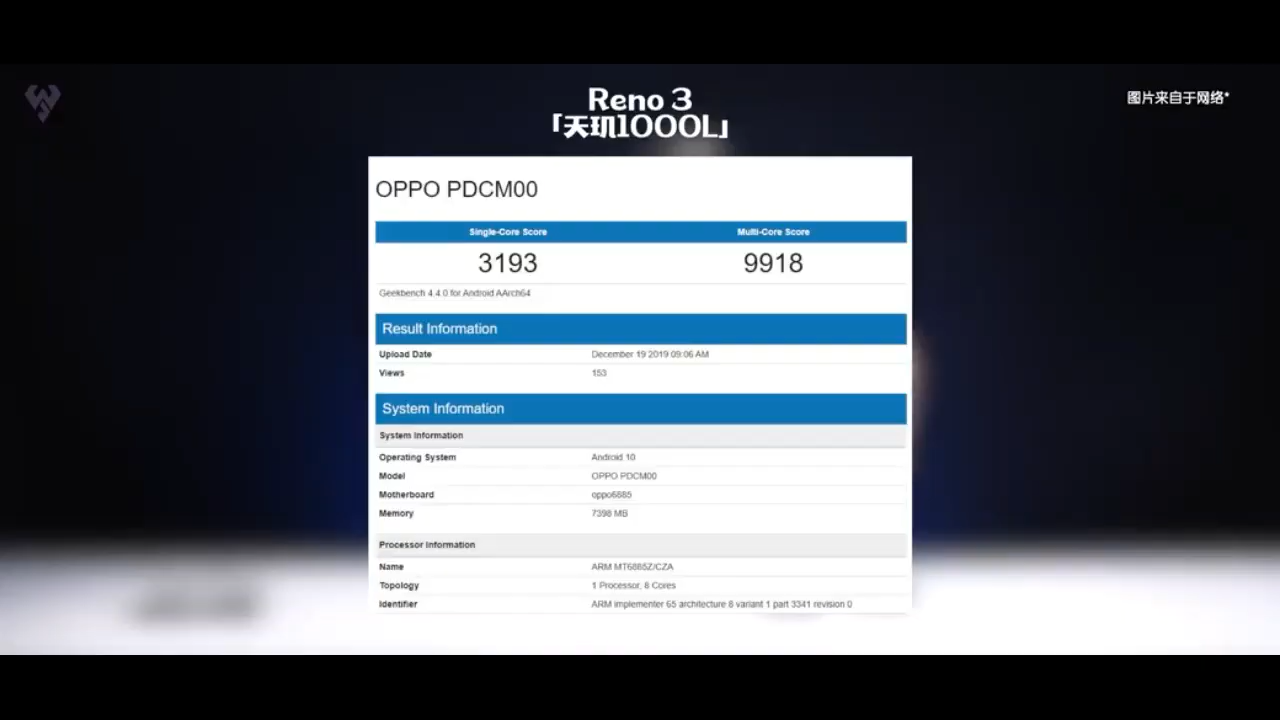 Reno 3
「天玑1000L」
图片来自于网络*
OPPO PDCM00
Single-Core Score Multi-Core Score
3193 9918
Geekbench 4.4.0 for Android AArch64
Result Information
Upload Date December 19 2019 09:06 AM
Views 153
System Information
System Information
Operating System Android 10
Model OPPO PDCM00
Motherboard oppo6885
Memory 7398 MB
Processor Information
Name ARM MT6885Z/CZA
Topology 1 Processor, 8 Cores
Identifier ARM implementer 65 architecture 8 variant 1 part 3341 revision 0